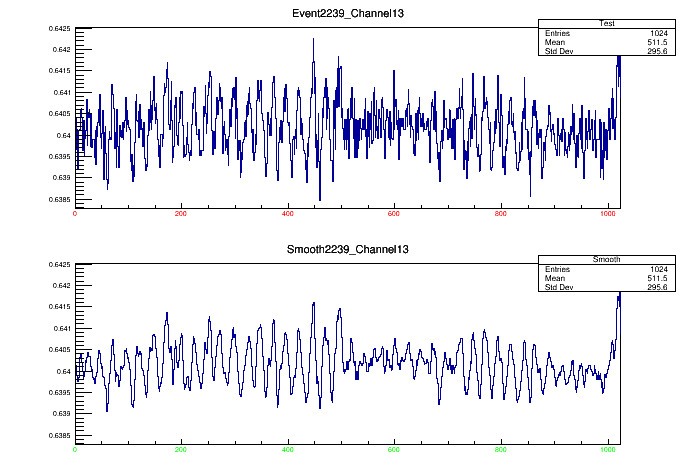 Event2239_Channel13
Test
Entries 1024
Mean 511.5
Std Dev 295.6
0.6425
0.642
0.6415
0.641
0.6405
0.64
0.6395
0.639
0.6385
0 200 400 600 800 1000
Smooth2239_Channel13
Smooth
Entries 1024
Mean 511.5
Std Dev 295.6
0.6425
0.642
0.6415
0.641
0.6405
0.64
0.6395
0.639
0.6385
0 200 400 600 800 1000